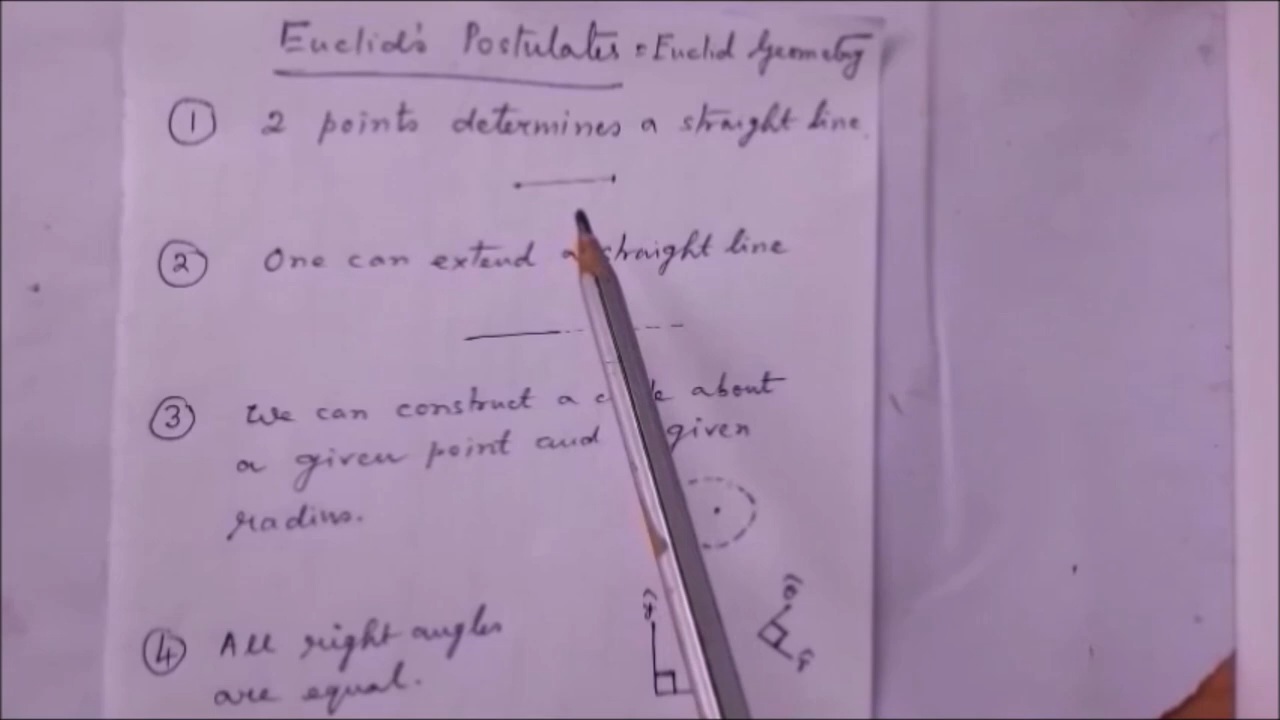 Euclid's Postulates = Euclid Geometry
1 2 points determines a straight line.
2 One can extend a straight line
3 We can construct a about
a given point and given
radius.
4 All right angles
are equal.
ŷ
θ̂
r̂